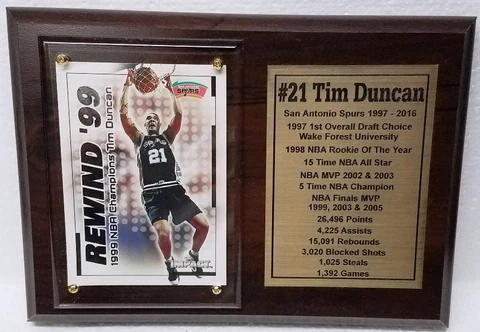 REWIND '99
1999 NBA Champions Tim Duncan
SPURS
21
IMPACT
#21 Tim Duncan
San Antonio Spurs 1997 - 2016
1997 1st Overall Draft Choice
Wake Forest University
1998 NBA Rookie Of The Year
15 Time NBA All Star
NBA MVP 2002 & 2003
5 Time NBA Champion
NBA Finals MVP
1999, 2003 & 2005
26,496 Points
4,225 Assists
15,091 Rebounds
3,020 Blocked Shots
1,025 Steals
1,392 Games